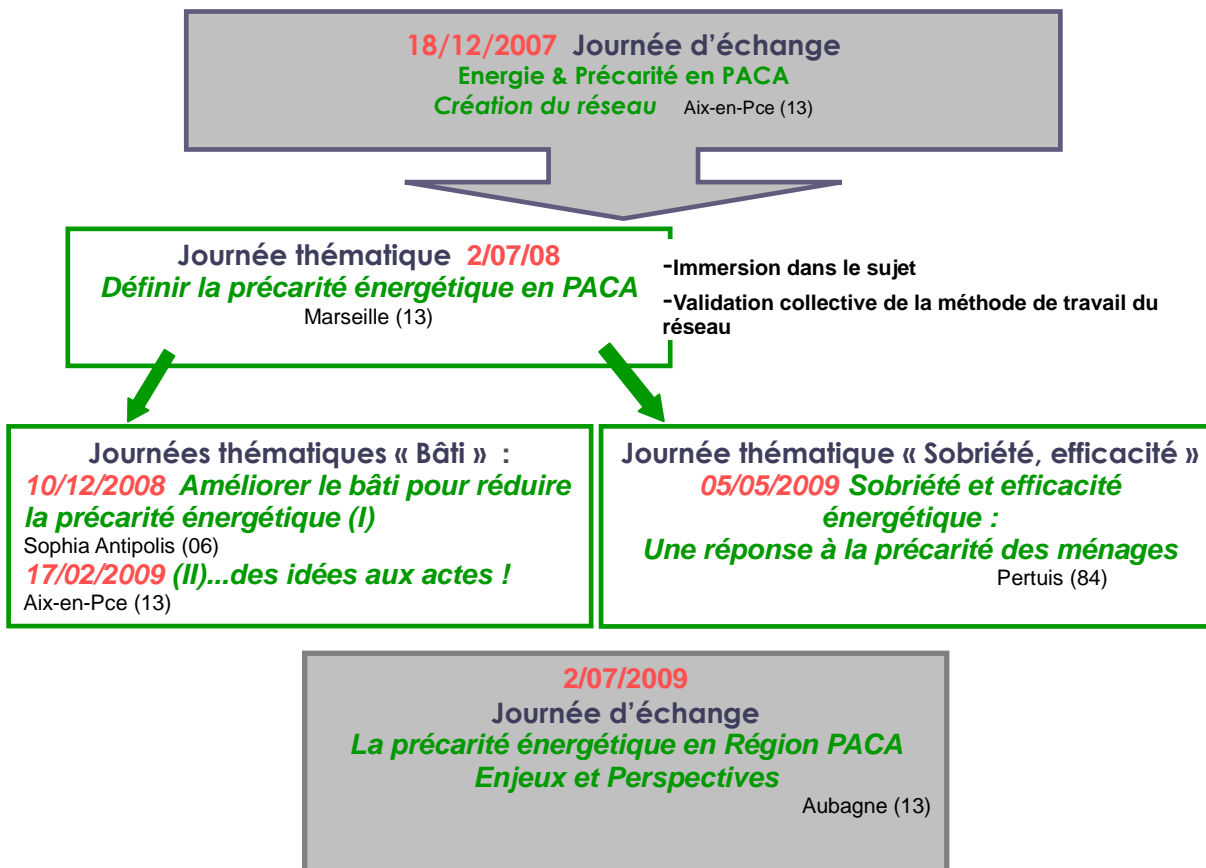 18/12/2007 Journée d'échange
Energie & Précarité en PACA
Création du réseau Aix-en-Pce (13)
Journée thématique 2/07/08
Définir la précarité énergétique en PACA
Marseille (13)
-Immersion dans le sujet
-Validation collective de la méthode de travail du
réseau
Journées thématiques « Bâti » :
10/12/2008 Améliorer le bâti pour réduire
la précarité énergétique (I)
Sophia Antipolis (06)
17/02/2009 (II)...des idées aux actes !
Aix-en-Pce (13)
Journée thématique « Sobriété, efficacité »
05/05/2009 Sobriété et efficacité
énergétique :
Une réponse à la précarité des ménages
Pertuis (84)
2/07/2009
Journée d'échange
La précarité énergétique en Région PACA
Enjeux et Perspectives
Aubagne (13)